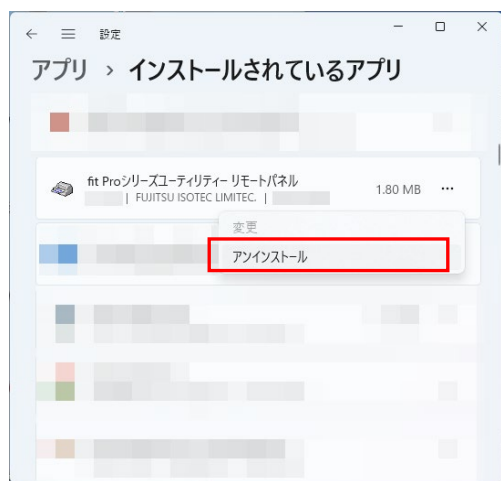 設定
アプリ › インストールされているアプリ
fit Proシリーズユーティリティー リモートパネル
| FUJITSU ISOTEC LIMITEC. |
1.80 MB
変更
アンインストール